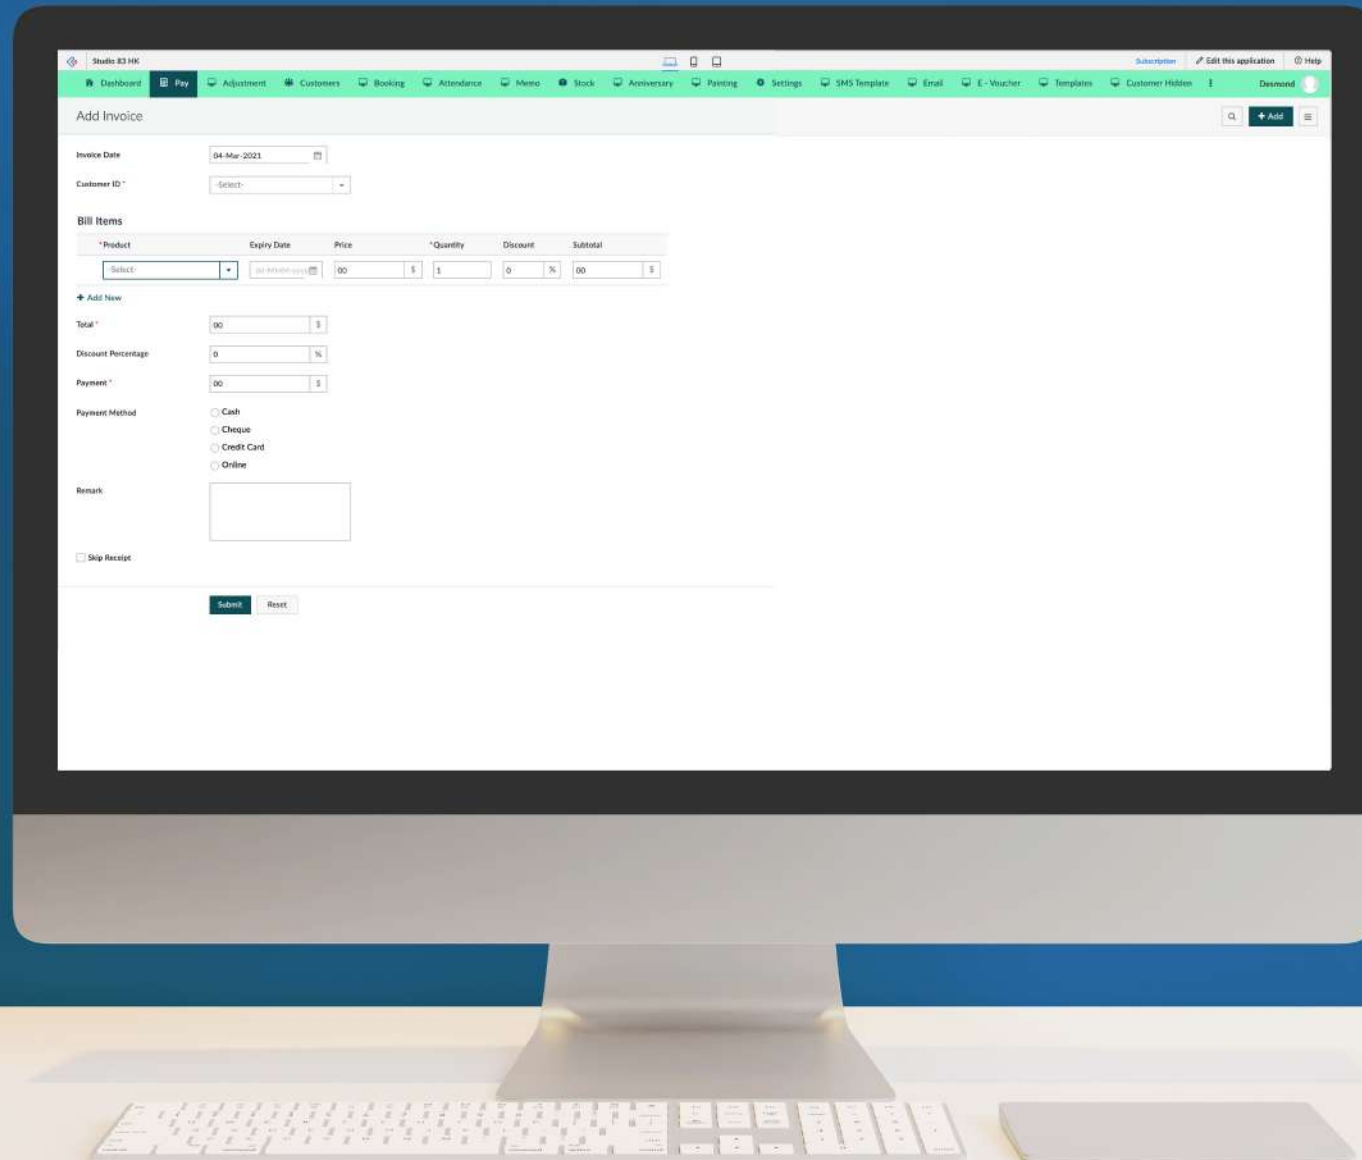 Studio 83 HK
Subscription Edit this application Help
Dashboard Pay Adjustment Customers Booking Attendance Memo Stock Anniversary Painting Settings SMS Template Email E - Voucher Templates Customer Hidden Desmond
Add Invoice
+ Add
Invoice Date 04-Mar-2021
Customer ID * -Select-
Bill Items
* Product Expiry Date Price * Quantity Discount Subtotal
-Select- 00 $ 1 0 % 00 $
+ Add New
Total * 00 $
Discount Percentage 0 %
Payment * 00 $
Payment Method Cash
Cheque
Credit Card
Online
Remark
Skip Receipt
Submit Reset